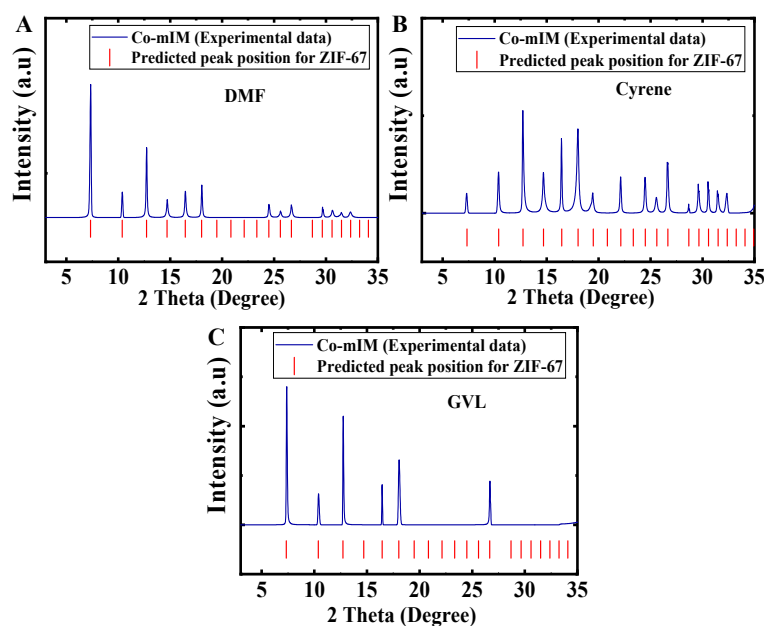 A
Co-mIM (Experimental data)
Predicted peak position for ZIF-67
DMF
Intensity (a.u)
5 10 15 20 25 30 35
2 Theta (Degree)
B
Co-mIM (Experimental data)
Predicted peak position for ZIF-67
Cyrene
Intensity (a.u)
5 10 15 20 25 30 35
2 Theta (Degree)
C
Co-mIM (Experimental data)
Predicted peak position for ZIF-67
GVL
Intensity (a.u)
5 10 15 20 25 30 35
2 Theta (Degree)